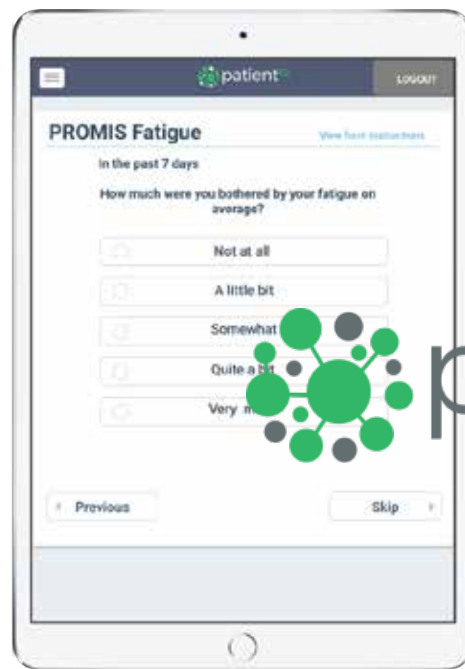 patient
LOGOUT
PROMIS Fatigue
View form instructions
In the past 7 days
How much were you bothered by your fatigue on
average?
Not at all
A little bit
Somewhat
Quite a bit
Very
Previous
Skip
p